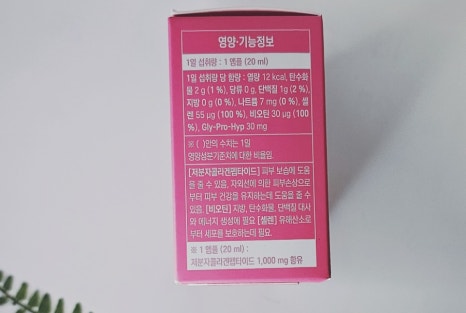 영양·기능정보
1일 섭취량 : 1 앰플 (20 ml)
1일 섭취량 당 함량 : 열량 12 kcal, 탄수화
물 2 g (1 %), 당류 0 g, 단백질 1g (2 %),
지방 0 g (0 %), 나트륨 7 mg (0 %), 셀
렌 55 µg (100 %), 비오틴 30 µg (100
%), Gly-Pro-Hyp 30 mg
※ ( )안의 수치는 1일
영양성분기준치에 대한 비율임.
[저분자콜라겐펩타이드] 피부 보습에 도움
을 줄 수 있음, 자외선에 의한 피부손상으로
부터 피부 건강을 유지하는데 도움을 줄 수
있음. [비오틴] 지방, 탄수화물, 단백질 대사
와 에너지 생성에 필요 [셀렌] 유해산소로
부터 세포를 보호하는데 필요.
※ 1 앰플 (20 ml) :
저분자콜라겐펩타이드 1,000 mg 함유